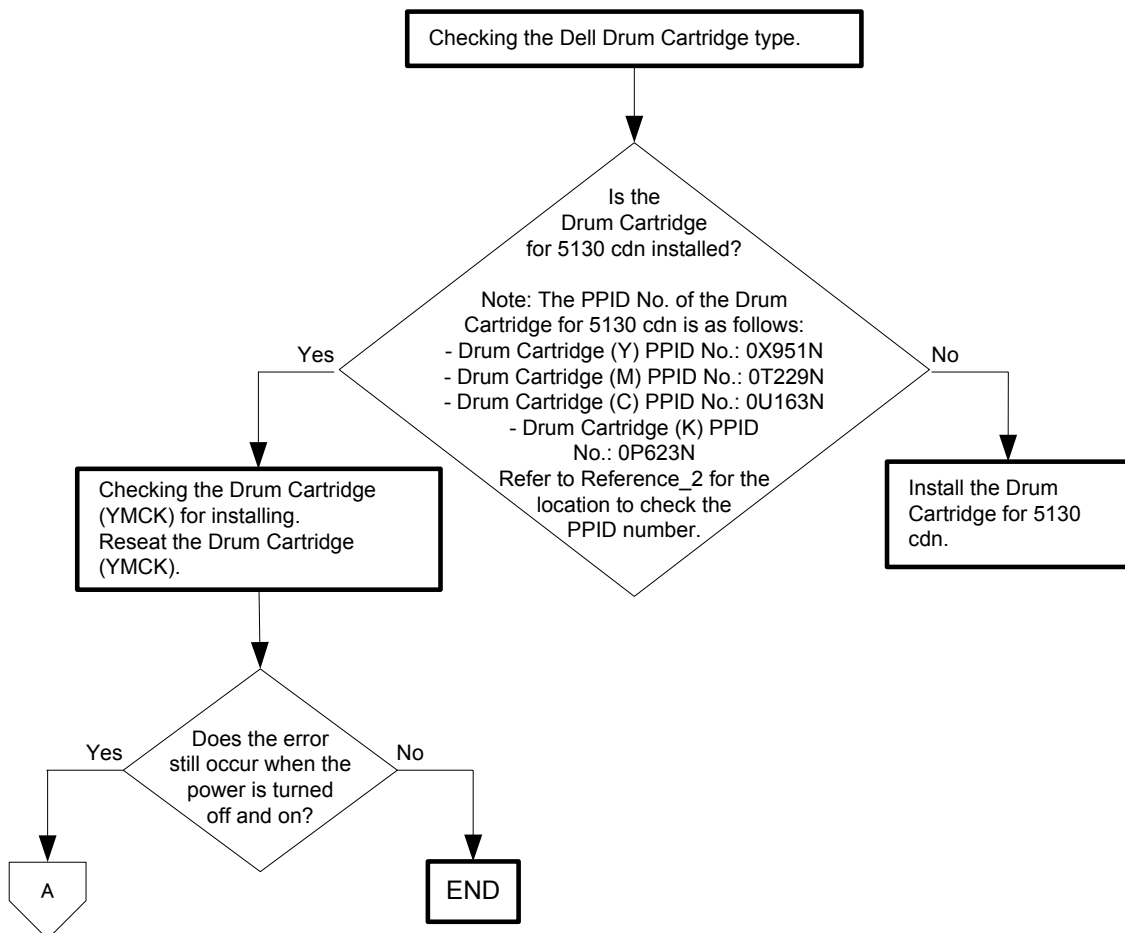 Checking the Dell Drum Cartridge type.
Is the
Drum Cartridge
for 5130 cdn installed?
Note: The PPID No. of the Drum
Cartridge for 5130 cdn is as follows:
- Drum Cartridge (Y) PPID No.: 0X951N
- Drum Cartridge (M) PPID No.: 0T229N
- Drum Cartridge (C) PPID No.: 0U163N
- Drum Cartridge (K) PPID
No.: 0P623N
Refer to Reference_2 for the
location to check the
PPID number.
Yes
No
Checking the Drum Cartridge
(YMCK) for installing.
Reseat the Drum Cartridge
(YMCK).
Install the Drum
Cartridge for 5130
cdn.
Does the error
still occur when the
power is turned
off and on?
Yes
No
A
END